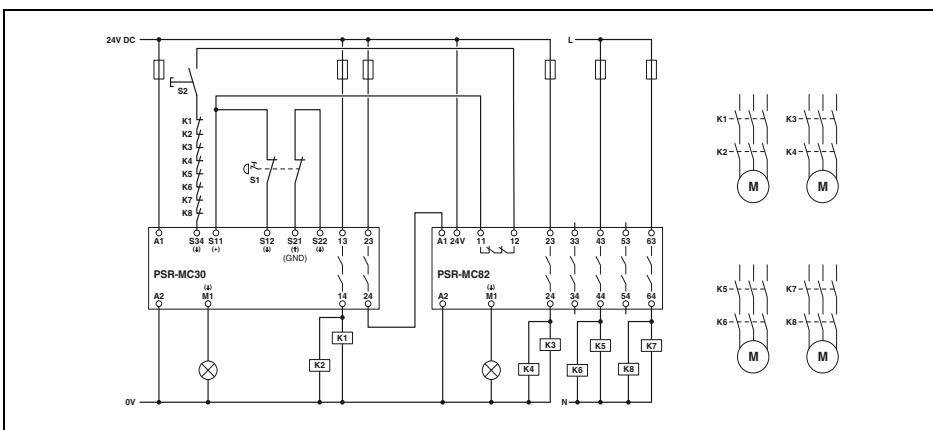 24V DC
L
S2
K1
K2
K3
K4
K5
K6
K7
K8
S1
K1
K2
M
K3
K4
M
A1 S34 S11 S12 S21 S22 13 23
(↓) (+) (↓) (↑) (↓)
(GND)
PSR-MC30
(↓)
A2 M1 14 24
A1 24V 11 12 23 33 43 53 63
PSR-MC82
(↓)
A2 M1 24 34 44 54 64
K5
K6
M
K7
K8
M
K1
K2
K3
K4
K5
K6
K7
K8
0V
N